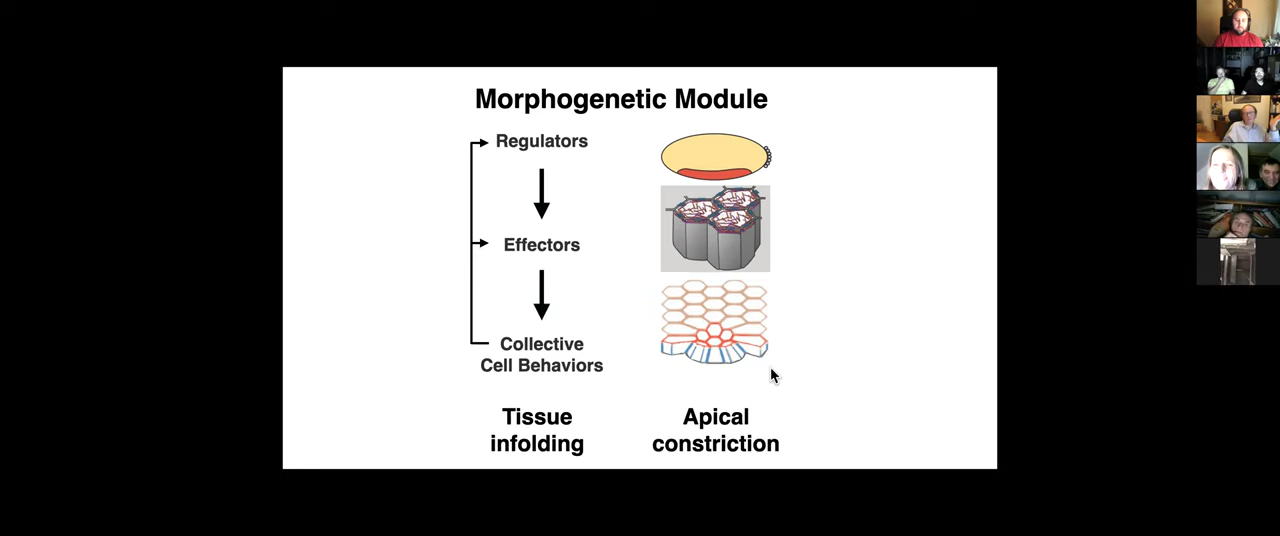 Morphogenetic Module
Regulators
Effectors
Collective
Cell Behaviors
Tissue
infolding
Apical
constriction